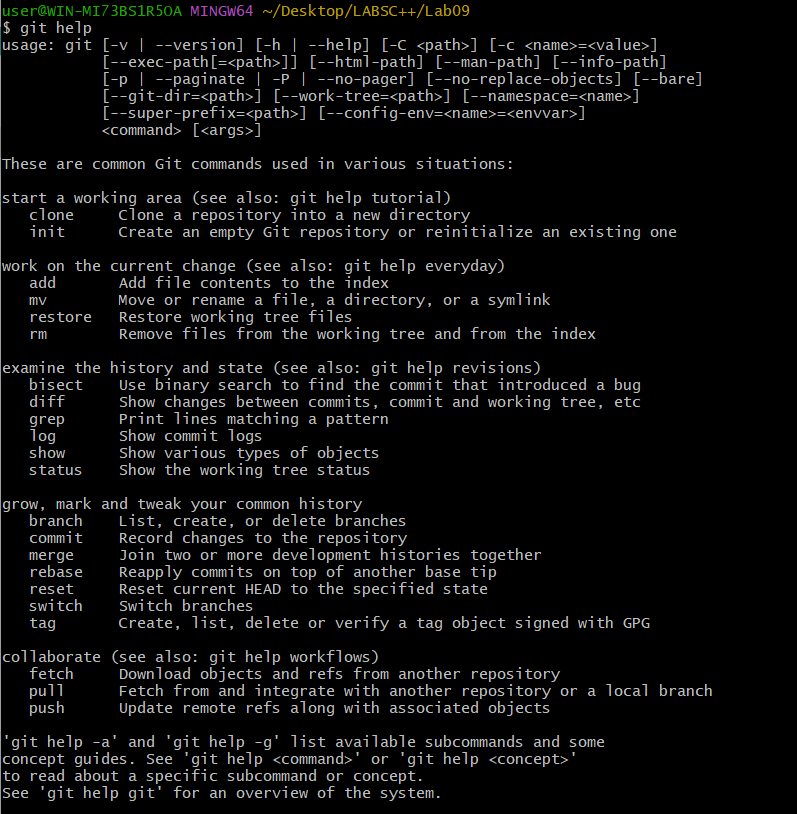 user@WIN-MI73BS1R5OA MINGW64 ~/Desktop/LABSC++/Lab09
$ git help
usage: git [-v | --version] [-h | --help] [-C <path>] [-c <name>=<value>]
           [--exec-path[=<path>]] [--html-path] [--man-path] [--info-path]
           [-p | --paginate | -P | --no-pager] [--no-replace-objects] [--bare]
           [--git-dir=<path>] [--work-tree=<path>] [--namespace=<name>]
           [--super-prefix=<path>] [--config-env=<name>=<envvar>]
           <command> [<args>]

These are common Git commands used in various situations:

start a working area (see also: git help tutorial)
   clone     Clone a repository into a new directory
   init      Create an empty Git repository or reinitialize an existing one

work on the current change (see also: git help everyday)
   add       Add file contents to the index
   mv        Move or rename a file, a directory, or a symlink
   restore   Restore working tree files
   rm        Remove files from the working tree and from the index

examine the history and state (see also: git help revisions)
   bisect    Use binary search to find the commit that introduced a bug
   diff      Show changes between commits, commit and working tree, etc
   grep      Print lines matching a pattern
   log       Show commit logs
   show      Show various types of objects
   status    Show the working tree status

grow, mark and tweak your common history
   branch    List, create, or delete branches
   commit    Record changes to the repository
   merge     Join two or more development histories together
   rebase    Reapply commits on top of another base tip
   reset     Reset current HEAD to the specified state
   switch    Switch branches
   tag       Create, list, delete or verify a tag object signed with GPG

collaborate (see also: git help workflows)
   fetch     Download objects and refs from another repository
   pull      Fetch from and integrate with another repository or a local branch
   push      Update remote refs along with associated objects

'git help -a' and 'git help -g' list available subcommands and some
concept guides. See 'git help <command>' or 'git help <concept>'
to read about a specific subcommand or concept.
See 'git help git' for an overview of the system.